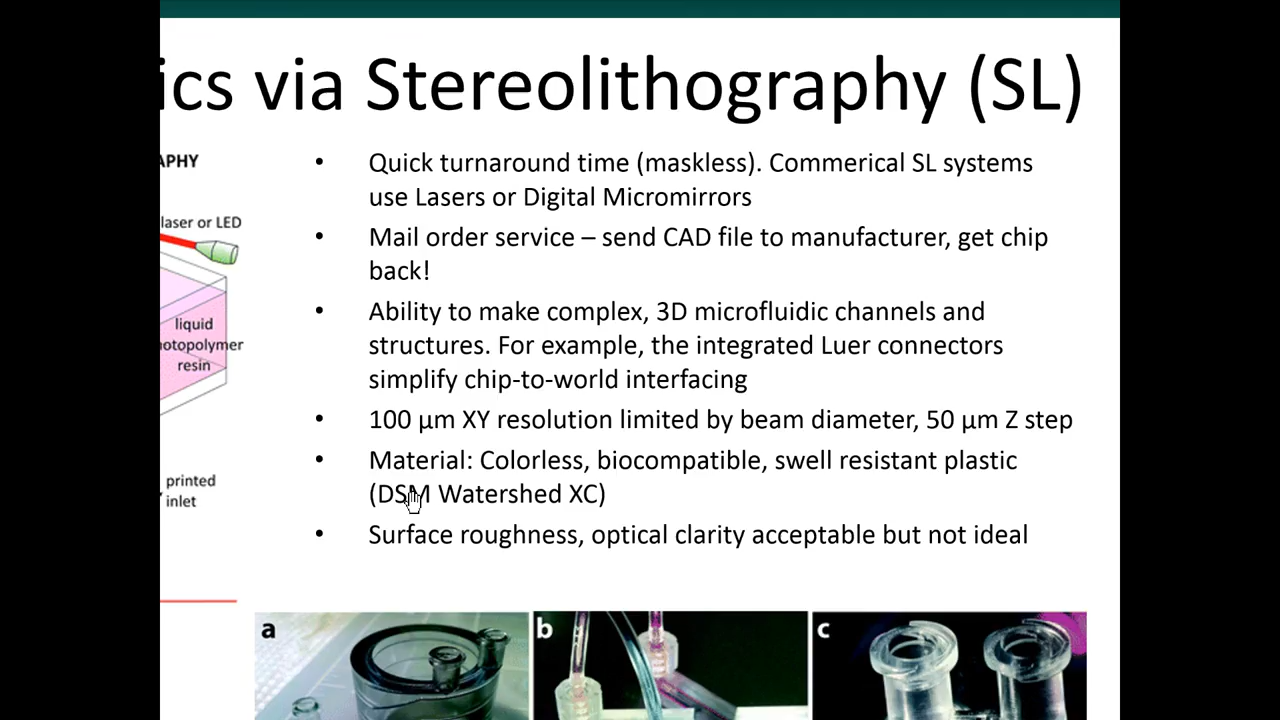 ics via Stereolithography (SL)
APHY
laser or LED
liquid
otopolymer
resin
printed
inlet
• Quick turnaround time (maskless). Commerical SL systems
use Lasers or Digital Micromirrors
• Mail order service – send CAD file to manufacturer, get chip
back!
• Ability to make complex, 3D microfluidic channels and
structures. For example, the integrated Luer connectors
simplify chip-to-world interfacing
• 100 µm XY resolution limited by beam diameter, 50 µm Z step
• Material: Colorless, biocompatible, swell resistant plastic
(DSM Watershed XC)
• Surface roughness, optical clarity acceptable but not ideal
a
b
c